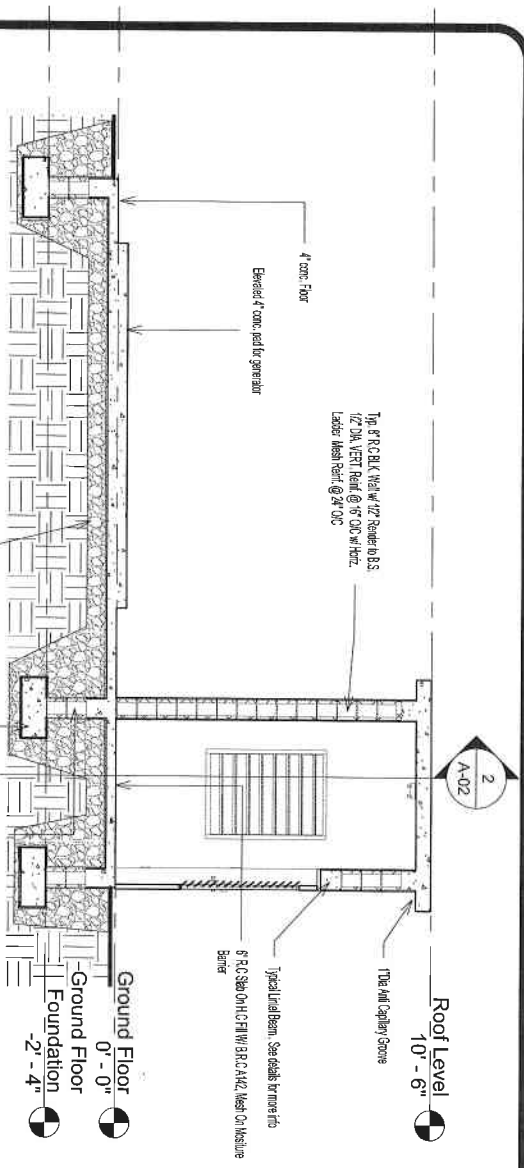 4" conc. Floor
Elevated 4" conc. pad for generator
Typ. 8" R.C BLK. Wall w/ 1/2" Render to B.S.
1/2" DIA. VERT. Reinf. @ 16" O/C w/ Horiz.
Ladder Mesh Reinf. @ 24" O/C
2
A-02
1"Dia Anti Capillary Groove
Typical Lintel Beam. See details for more info
6" R.C Slab On H.C Fill W/ B.R.C A142, Mesh On Moisture
Barrier
Roof Level
10' - 6"
Ground Floor
0' - 0"
Ground Floor
Foundation
-2' - 4"